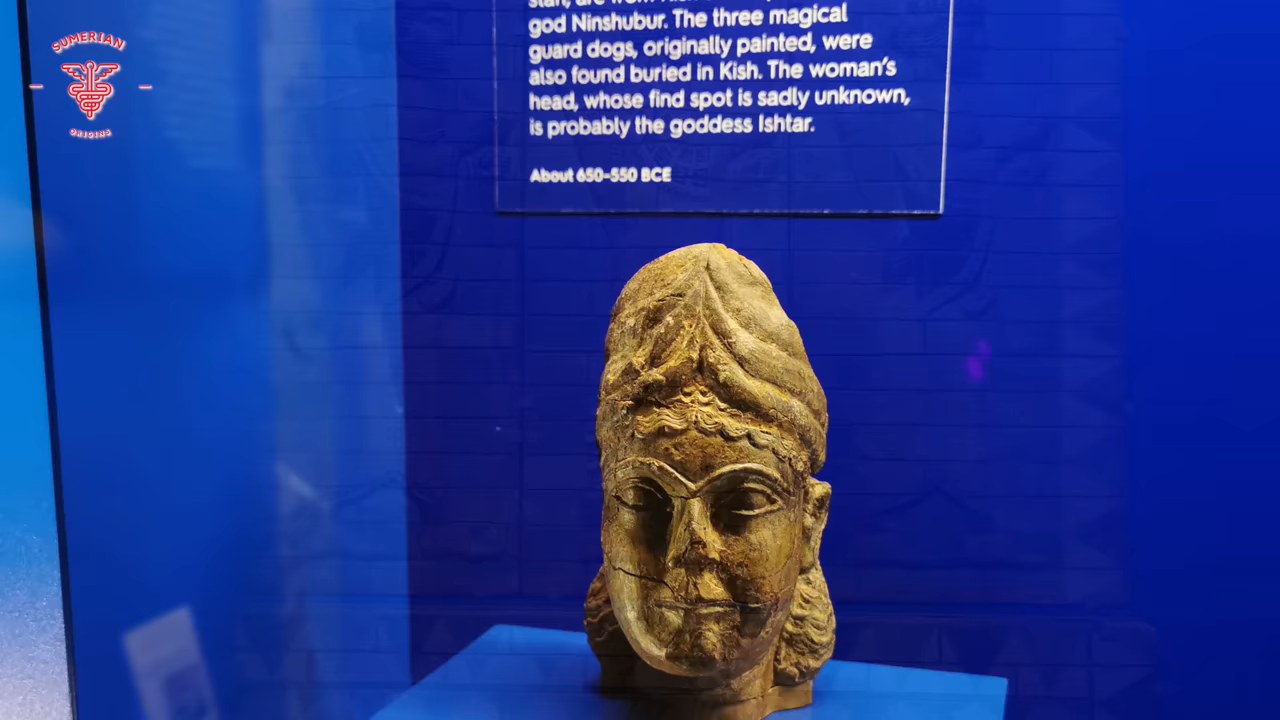 SUMERIAN
ORIGINS
god Ninshubur. The three magical
guard dogs, originally painted, were
also found buried in Kish. The woman's
head, whose find spot is sadly unknown,
is probably the goddess Ishtar.
About 650-550 BCE